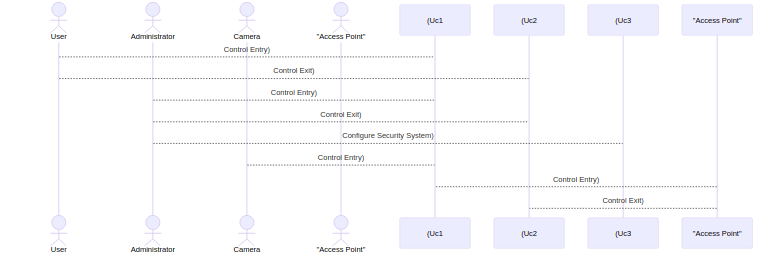 (Uc1
(Uc2
(Uc3
"Access Point"
User
Administrator
Camera
"Access Point"
Control Entry)
Control Exit)
Control Entry)
Control Exit)
Configure Security System)
Control Entry)
Control Entry)
Control Exit)
(Uc1
(Uc2
(Uc3
"Access Point"
User
Administrator
Camera
"Access Point"